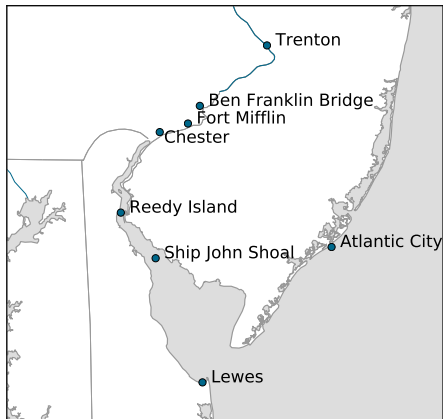 Trenton
Ben Franklin Bridge
Fort Mifflin
Chester
Reedy Island
Atlantic City
Ship John Shoal
Lewes